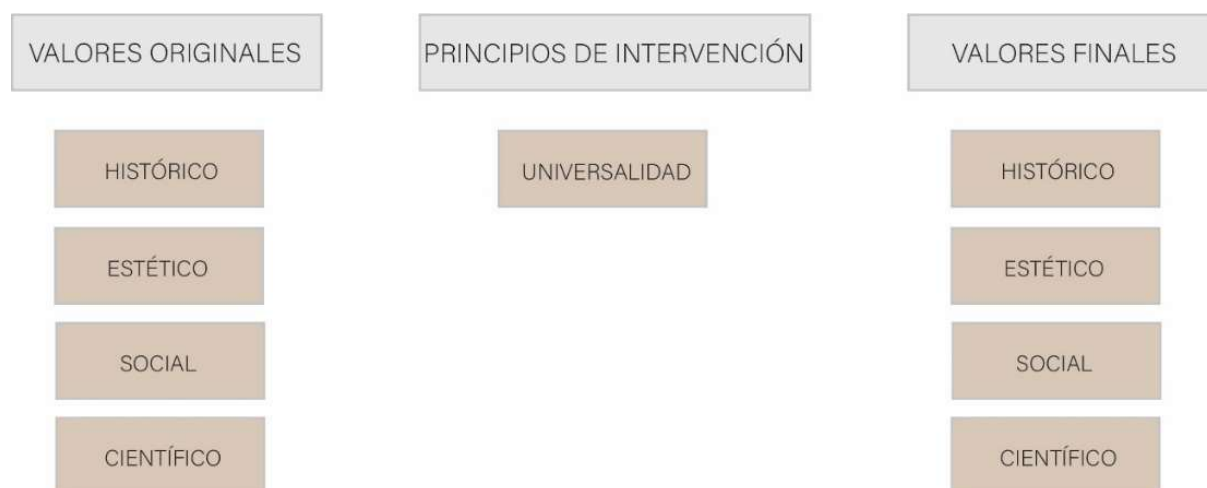 VALORES ORIGINALES
PRINCIPIOS DE INTERVENCIÓN
VALORES FINALES
HISTÓRICO
UNIVERSALIDAD
HISTÓRICO
ESTÉTICO
ESTÉTICO
SOCIAL
SOCIAL
CIENTÍFICO
CIENTÍFICO